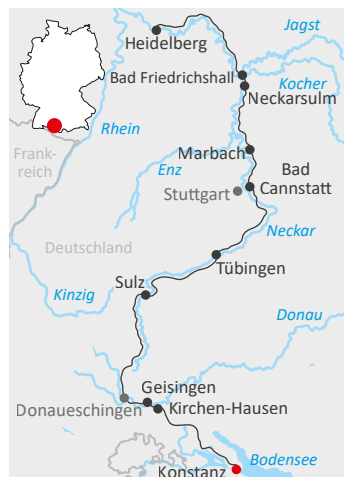 Heidelberg
Jagst
Bad Friedrichshall
Kocher
Neckarsulm
Rhein
Frank-
reich
Marbach
Enz
Bad
Cannstatt
Stuttgart
Neckar
Deutschland
Tübingen
Sulz
Kinzig
Donau
Geisingen
Donaueschingen
Kirchen-Hausen
Bodensee
Konstanz